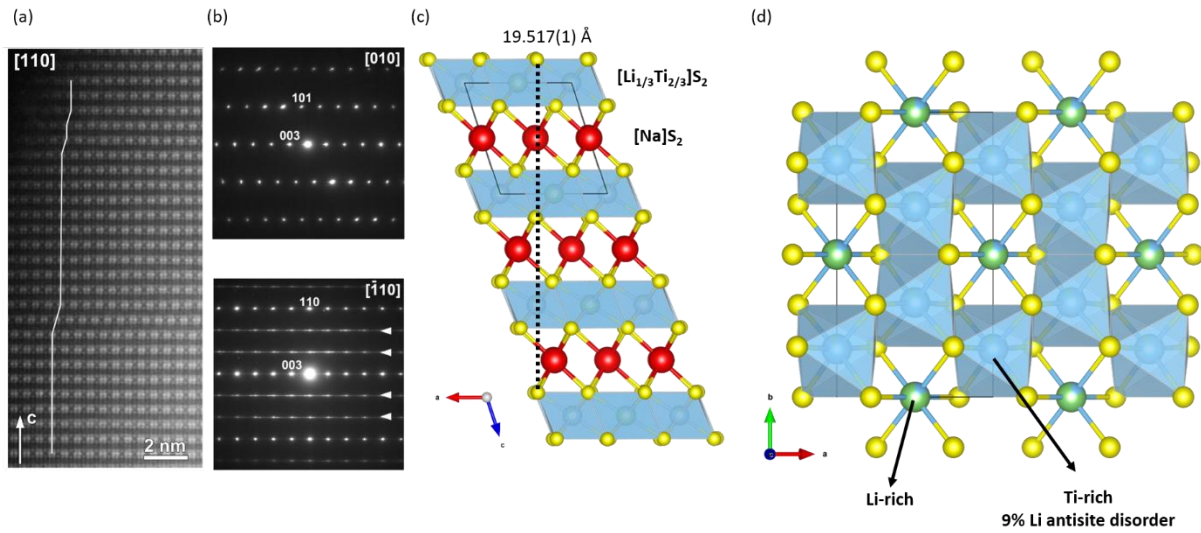 (a)
(b)
(c)
(d)
[110]
c
2 nm
[010]
101
003
[1̄10]
110
003
19.517(1) Å
[Li1/3Ti2/3]S2
[Na]S2
a
c
b
a
Li-rich
Ti-rich
9% Li antisite disorder